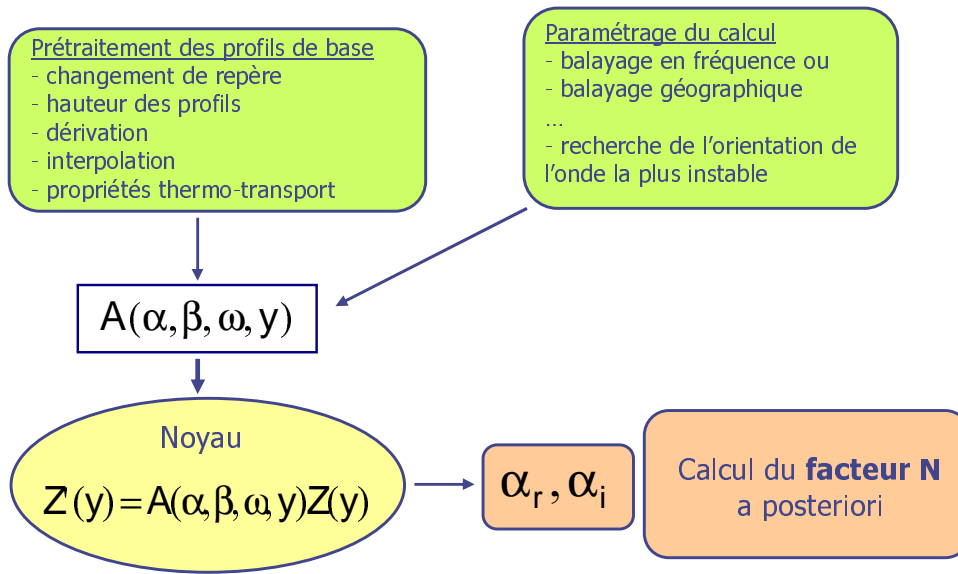 Prétraitement des profils de base
- changement de repère
- hauteur des profils
- dérivation
- interpolation
- propriétés thermo-transport
Paramétrage du calcul
- balayage en fréquence ou
- balayage géographique
...
- recherche de l'orientation de
l'onde la plus instable
A(α,β,ω,y)
Noyau
Z'(y)=A(α,β,ω,y)Z(y)
αr,αi
Calcul du facteur N
a posteriori